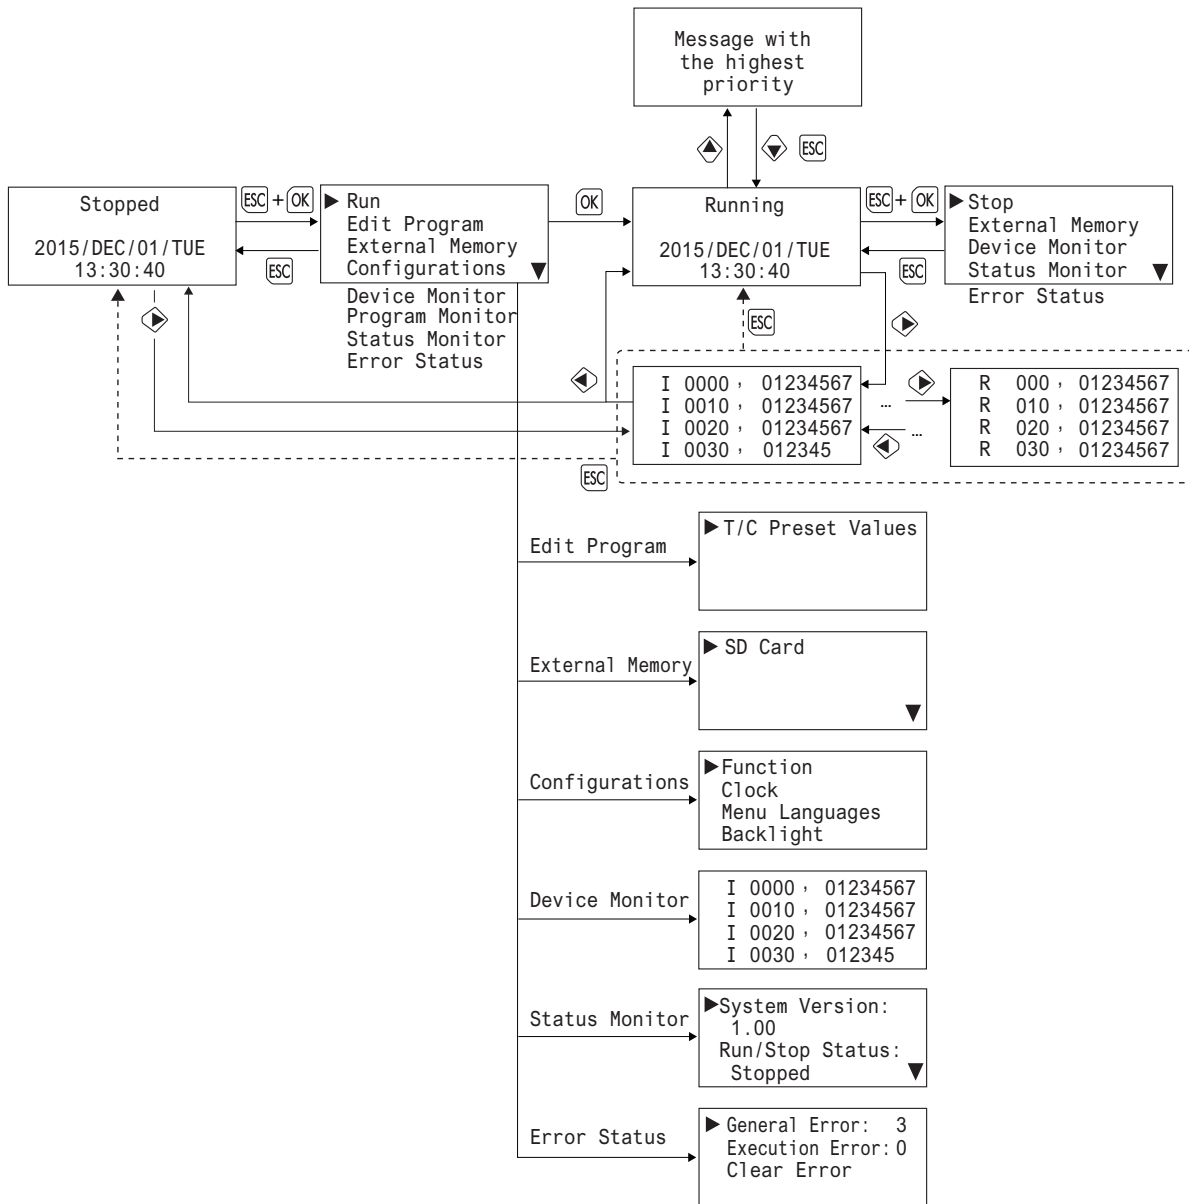 Message with
the highest
priority
ESC
Stopped
2015/DEC/01/TUE
13:30:40
ESC + OK
ESC
Run
Edit Program
External Memory
Configurations
Device Monitor
Program Monitor
Status Monitor
Error Status
OK
Running
2015/DEC/01/TUE
13:30:40
ESC + OK
ESC
Stop
External Memory
Device Monitor
Status Monitor
Error Status
ESC
I 0000, 01234567
I 0010, 01234567
I 0020, 01234567
I 0030, 012345
...
...
R 000, 01234567
R 010, 01234567
R 020, 01234567
R 030, 01234567
ESC
Edit Program
T/C Preset Values
External Memory
SD Card
Configurations
Function
Clock
Menu Languages
Backlight
Device Monitor
I 0000, 01234567
I 0010, 01234567
I 0020, 01234567
I 0030, 012345
Status Monitor
System Version:
1.00
Run/Stop Status:
Stopped
Error Status
General Error: 3
Execution Error: 0
Clear Error